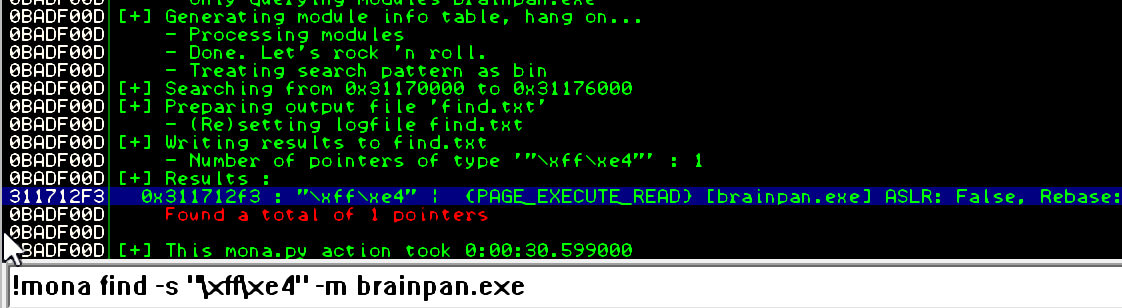 0BADF00D - only querying modules brainpan.exe
0BADF00D [+] Generating module info table, hang on...
0BADF00D - Processing modules
0BADF00D - Done. Let's rock 'n roll.
0BADF00D - Treating search pattern as bin
0BADF00D [+] Searching from 0x31170000 to 0x31176000
0BADF00D [+] Preparing output file 'find.txt'
0BADF00D - (Re)setting logfile find.txt
0BADF00D [+] Writing results to find.txt
0BADF00D - Number of pointers of type '"\xff\xe4"' : 1
0BADF00D [+] Results :
311712F3 0x311712f3 : "\xff\xe4" | {PAGE_EXECUTE_READ} [brainpan.exe] ASLR: False, Rebase:
0BADF00D Found a total of 1 pointers
0BADF00D
0BADF00D [+] This mona.py action took 0:00:30.599000
!mona find -s "\xff\xe4" -m brainpan.exe